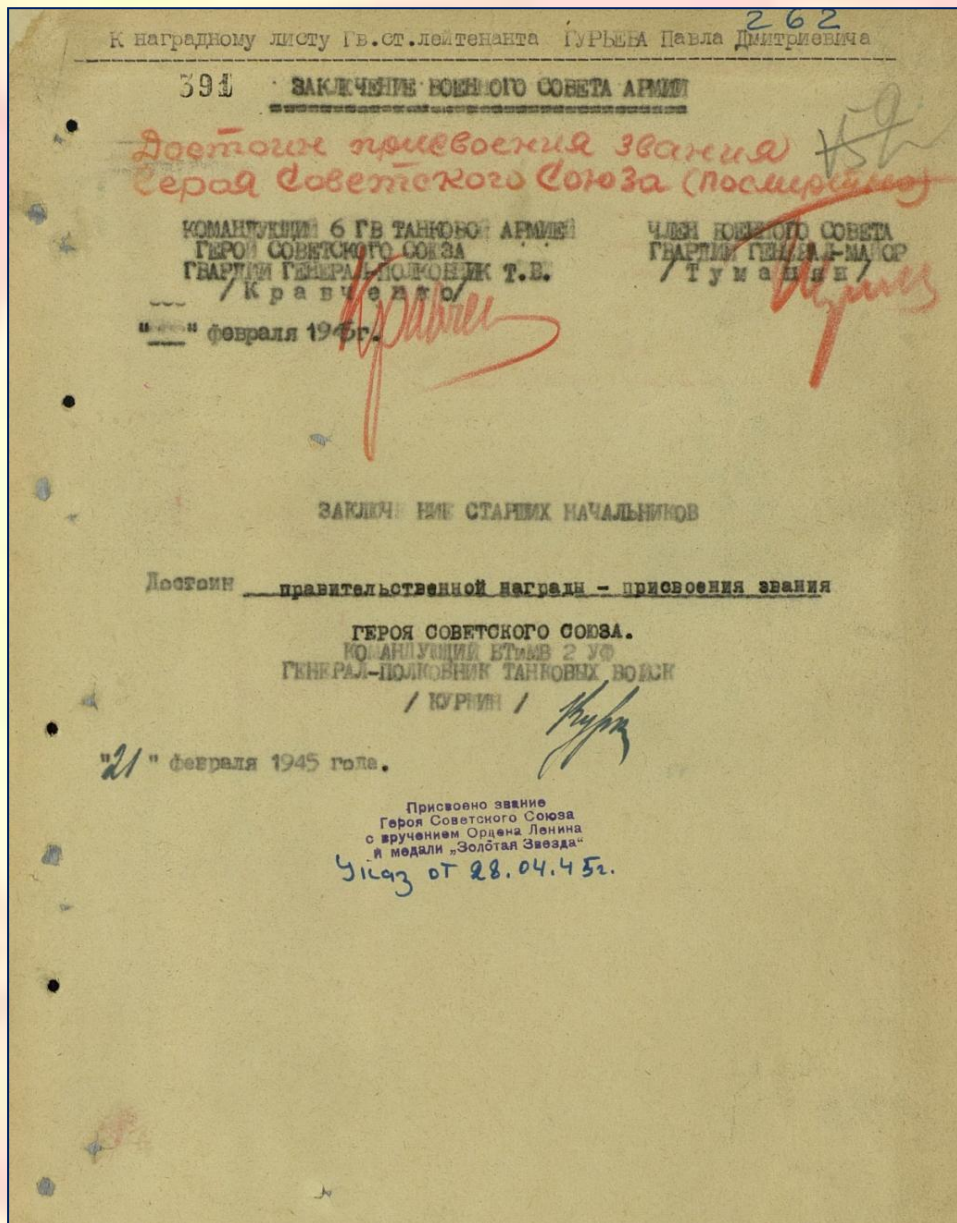 262
К наградному листу Гв.ст.лейтенанта ГУРЬЕВА Павла Дмитриевича
391 ЗАКЛЮЧЕНИЕ ВОЕННОГО СОВЕТА АРМИИ
Достоин присвоения звания
Героя Советского Союза (посмертно)
КОМАНДУЮЩИЙ 6 ГВ ТАНКОВОЙ АРМИЕЙ
ГЕРОЙ СОВЕТСКОГО СОЮЗА
ГВАРДИИ ГЕНЕРАЛ-ПОЛКОВНИК Т.В.
/Кравченко/
ЧЛЕН ВОЕННОГО СОВЕТА
ГВАРДИИ ГЕНЕРАЛ-МАЙОР
/Туманян/
"___" февраля 1945г.
ЗАКЛЮЧЕНИЕ СТАРШИХ НАЧАЛЬНИКОВ
Достоин правительственной награды - присвоения звания
ГЕРОЯ СОВЕТСКОГО СОЮЗА.
КОМАНДУЮЩИЙ БТиМВ 2 УФ
ГЕНЕРАЛ-ПОЛКОВНИК ТАНКОВЫХ ВОЙСК
/ КУРКИН /
"21" февраля 1945 года.
Присвоено звание
Героя Советского Союза
с вручением Ордена Ленина
и медали „Золотая Звезда"
Указ от 28.04.45г.